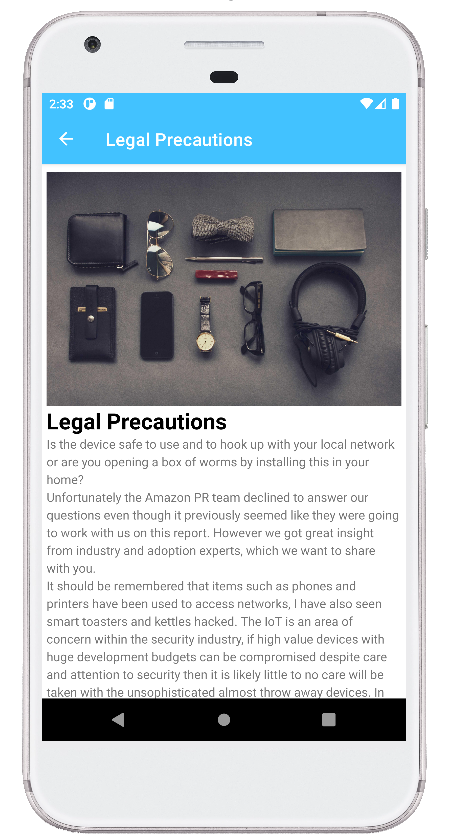 2:33
Legal Precautions
Legal Precautions
Is the device safe to use and to hook up with your local network
or are you opening a box of worms by installing this in your
home?
Unfortunately the Amazon PR team declined to answer our
questions even though it previously seemed like they were going
to work with us on this report. However we got great insight
from industry and adoption experts, which we want to share
with you.
It should be remembered that items such as phones and
printers have been used to access networks, I have also seen
smart toasters and kettles hacked. The IoT is an area of
concern within the security industry, if high value devices with
huge development budgets can be compromised despite care
and attention to security then it is likely little to no care will be
taken with the unsophisticated almost throw away devices. In